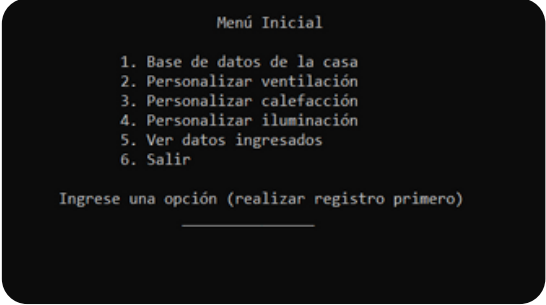 Menú Inicial
1. Base de datos de la casa
2. Personalizar ventilación
3. Personalizar calefacción
4. Personalizar iluminación
5. Ver datos ingresados
6. Salir
Ingrese una opción (realizar registro primero)